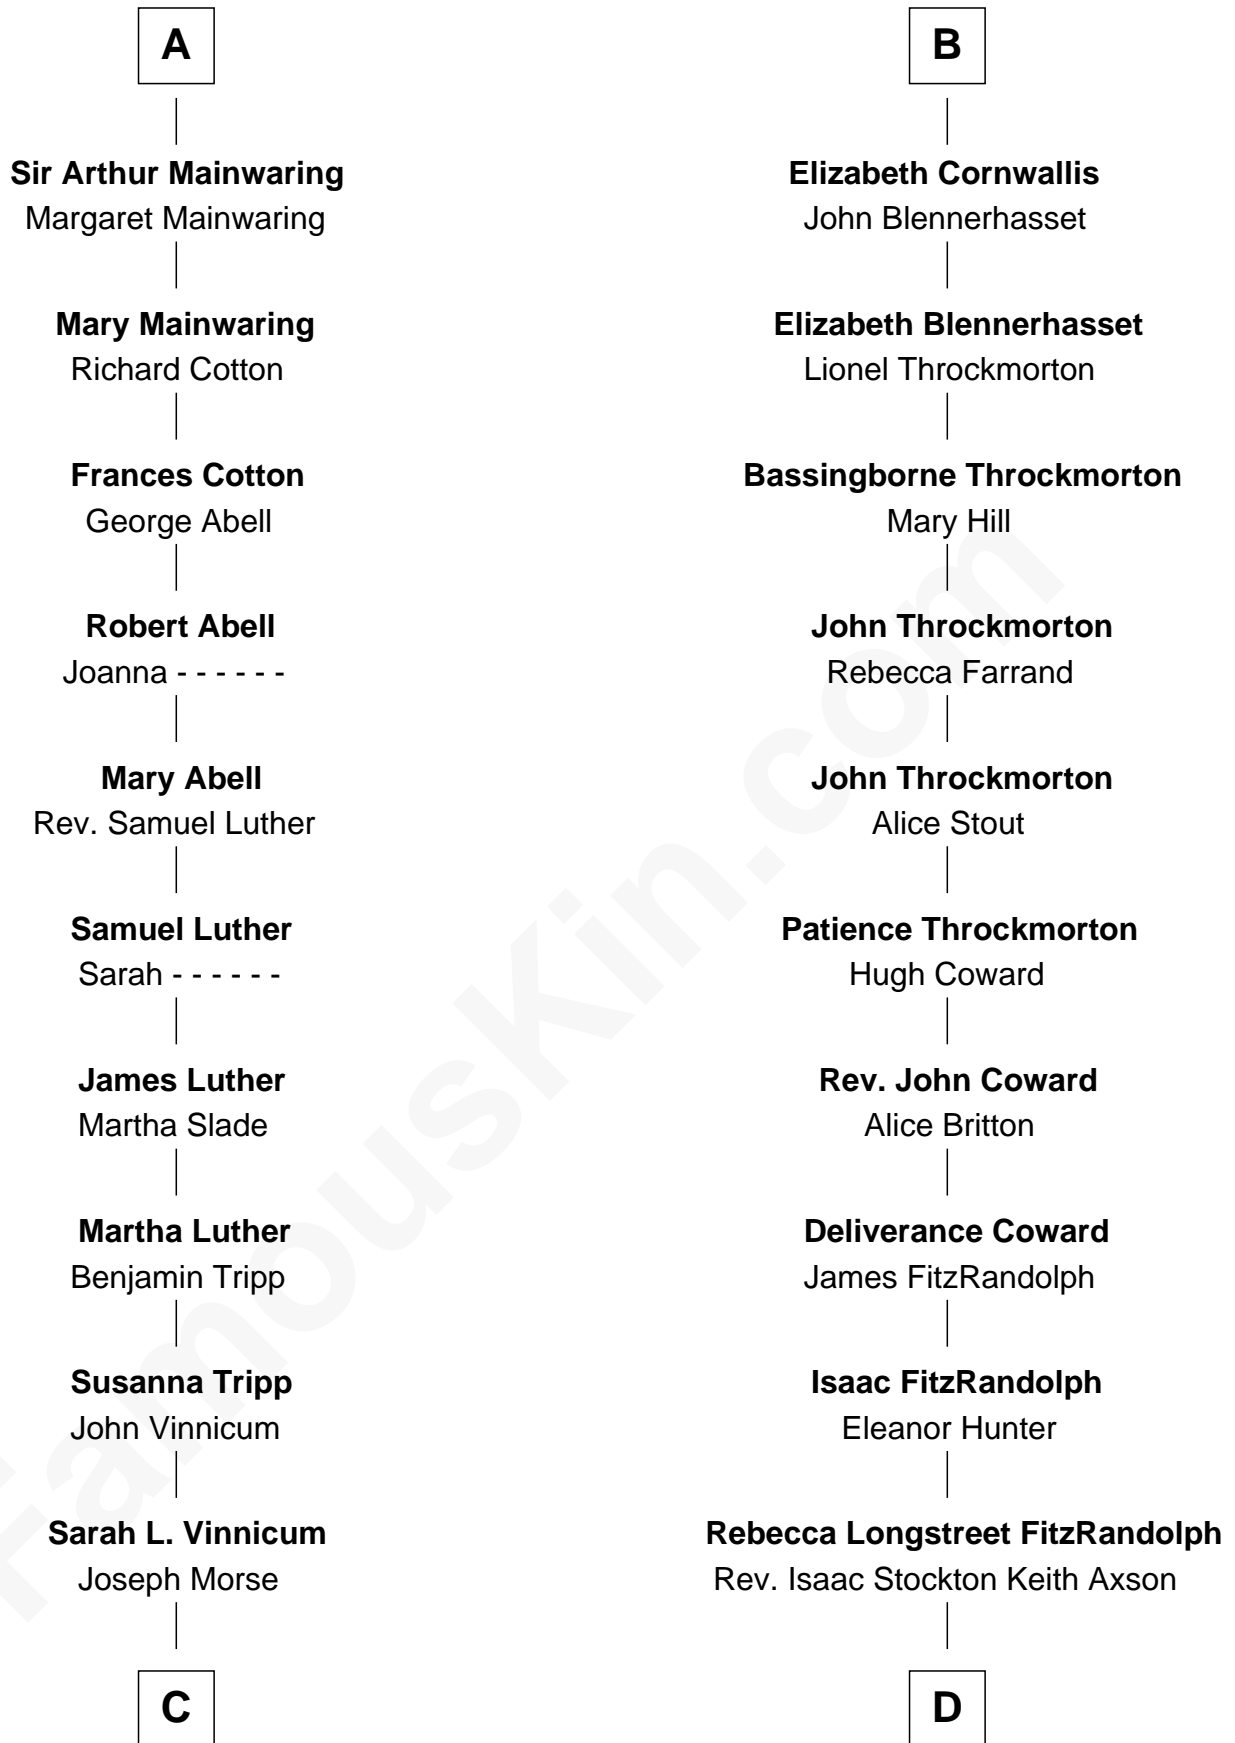 A
Sir Arthur Mainwaring
Margaret Mainwaring
Mary Mainwaring
Richard Cotton
Frances Cotton
George Abell
Robert Abell
Joanna - - - - - -
Mary Abell
Rev. Samuel Luther
Samuel Luther
Sarah - - - - - -
James Luther
Martha Slade
Martha Luther
Benjamin Tripp
Susanna Tripp
John Vinnicum
Sarah L. Vinnicum
Joseph Morse
C
B
Elizabeth Cornwallis
John Blennerhasset
Elizabeth Blennerhasset
Lionel Throckmorton
Bassingborne Throckmorton
Mary Hill
John Throckmorton
Rebecca Farrand
John Throckmorton
Alice Stout
Patience Throckmorton
Hugh Coward
Rev. John Coward
Alice Britton
Deliverance Coward
James FitzRandolph
Isaac FitzRandolph
Eleanor Hunter
Rebecca Longstreet FitzRandolph
Rev. Isaac Stockton Keith Axson
D
FamousKin.com